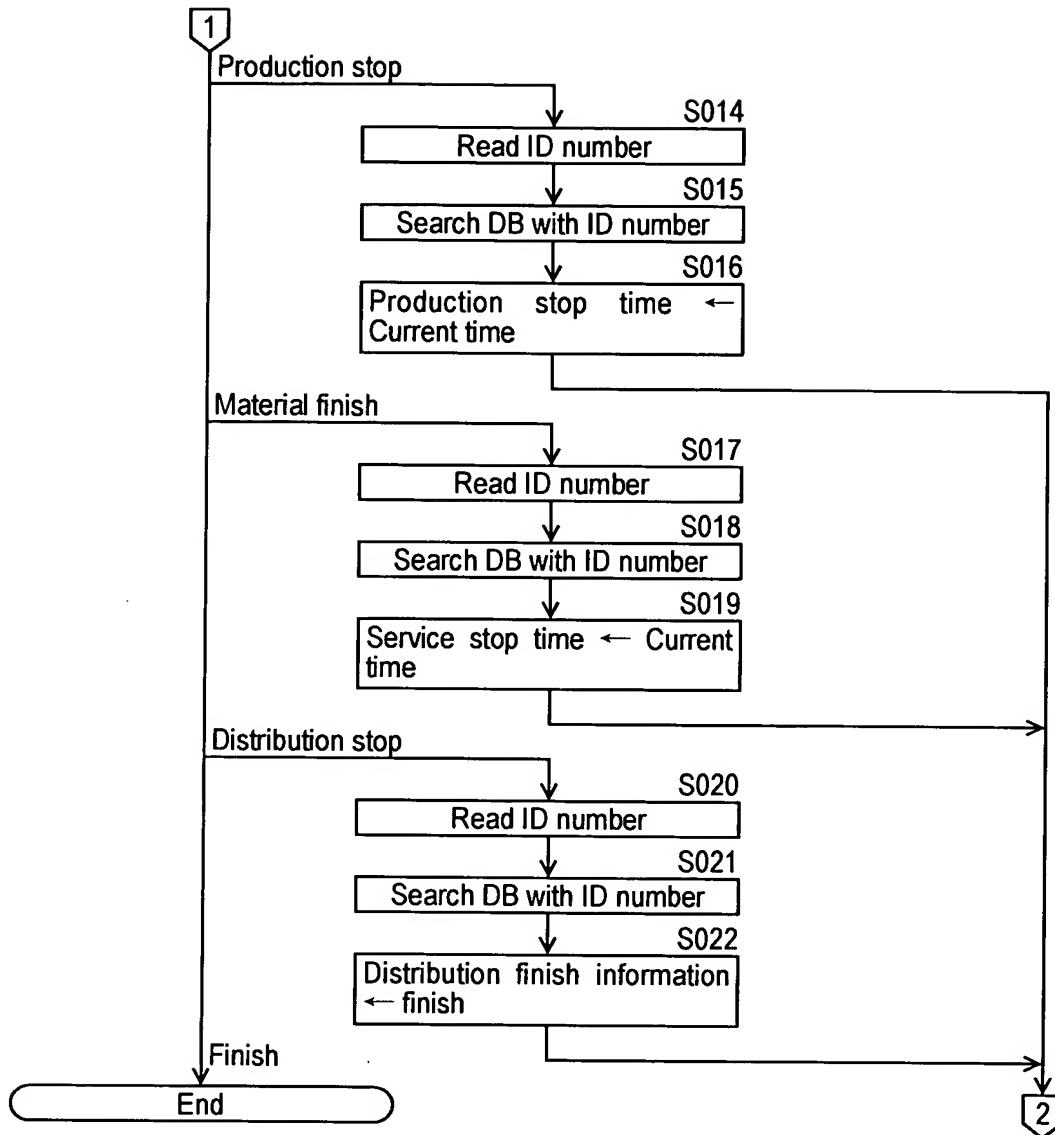 1
Production stop
S014
Read ID number
S015
Search DB with ID number
S016
Production stop time ←
Current time
Material finish
S017
Read ID number
S018
Search DB with ID number
S019
Service stop time ← Current
time
Distribution stop
S020
Read ID number
S021
Search DB with ID number
S022
Distribution finish information
← finish
Finish
End
2